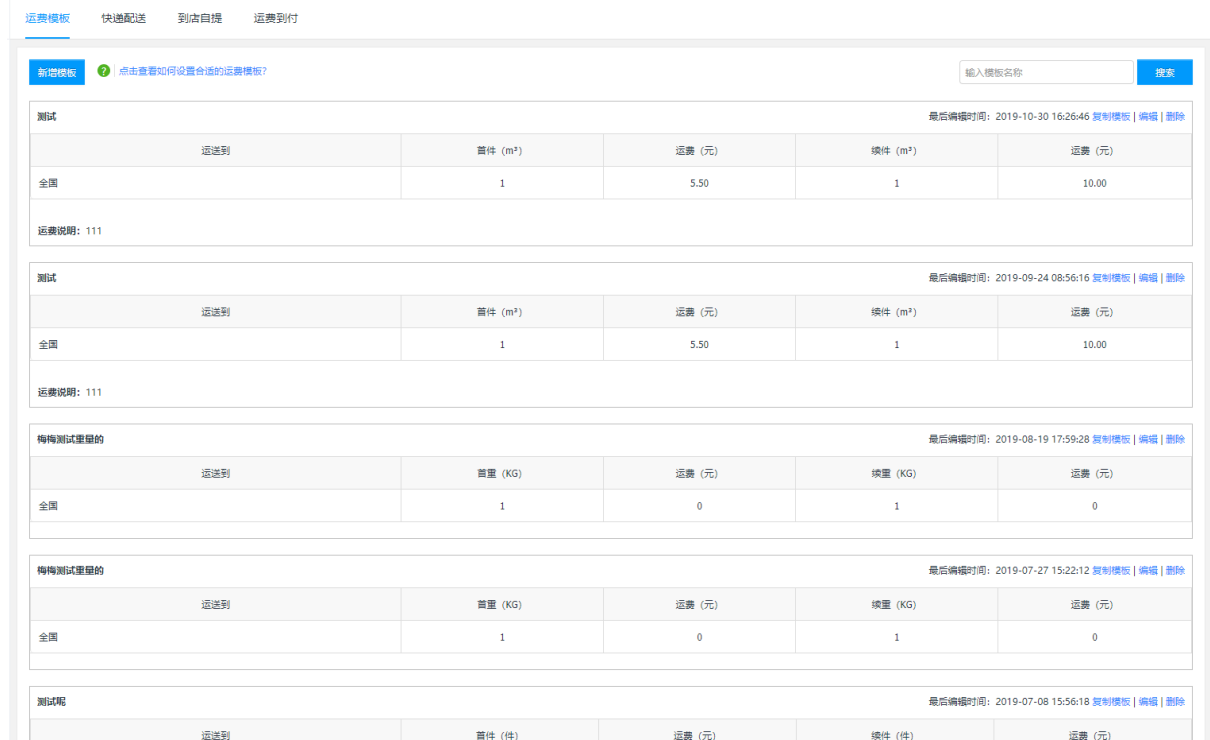 运费模板 快递配送 到店自提 运费到付
新增模板 ? 点击查看如何设置合适的运费模板? 输入模板名称 搜索
测试 最后编辑时间：2019-10-30 16:26:46 复制模板 | 编辑 | 删除
运送到 首件（m³） 运费（元） 续件（m³） 运费（元）
全国 1 5.50 1 10.00
运费说明：111
测试 最后编辑时间：2019-09-24 08:56:16 复制模板 | 编辑 | 删除
运送到 首件（m³） 运费（元） 续件（m³） 运费（元）
全国 1 5.50 1 10.00
运费说明：111
梅梅测试重量的 最后编辑时间：2019-08-19 17:59:28 复制模板 | 编辑 | 删除
运送到 首重（KG） 运费（元） 续重（KG） 运费（元）
全国 1 0 1 0
梅梅测试重量的 最后编辑时间：2019-07-27 15:22:12 复制模板 | 编辑 | 删除
运送到 首重（KG） 运费（元） 续重（KG） 运费（元）
全国 1 0 1 0
测试呢 最后编辑时间：2019-07-08 15:56:18 复制模板 | 编辑 | 删除
运送到 首件（件） 运费（元） 续件（件） 运费（元）